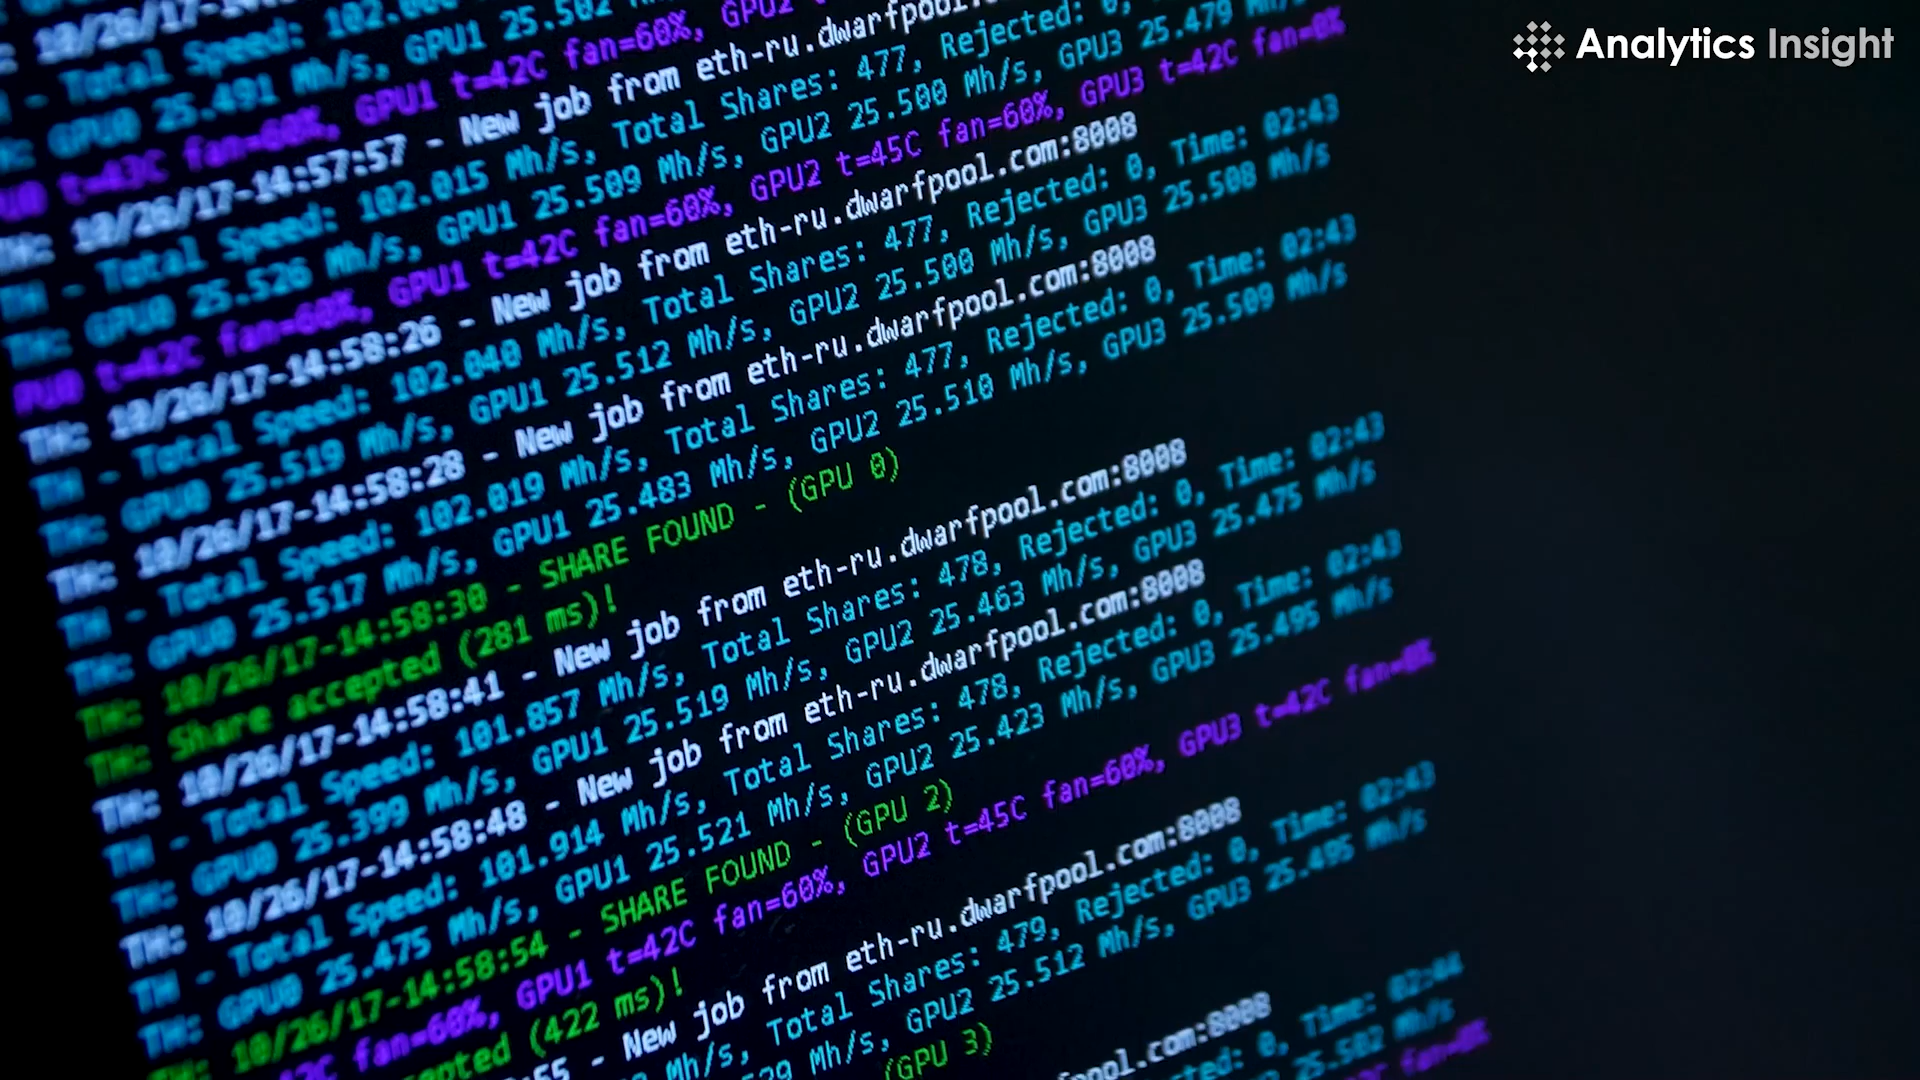 Analytics Insight
10/26/17-14:
- Total Speed: 102.0
GPU0 25.491 Mh/s, GPU1 25.502
t=43C fan=60%, GPU1 t=42C fan=60%, GPU2
10/26/17-14:57:57 - New job from eth-ru.dwarfpool.
- Total Speed: 102.015 Mh/s, Total Shares: 477, Rejected: 0,
GPU0 25.526 Mh/s, GPU1 25.509 Mh/s, GPU2 25.500 Mh/s, GPU3 25.479 Mh/s
PU0 t=42C fan=60%, GPU1 t=42C fan=60%, GPU2 t=45C fan=60%, GPU3 t=42C fan=0%
10/26/17-14:58:26 - New job from eth-ru.dwarfpool.com:8008
- Total Speed: 102.040 Mh/s, Total Shares: 477, Rejected: 0, Time: 02:43
GPU0 25.519 Mh/s, GPU1 25.512 Mh/s, GPU2 25.500 Mh/s, GPU3 25.508 Mh/s
10/26/17-14:58:28 - New job from eth-ru.dwarfpool.com:8008
- Total Speed: 102.019 Mh/s, Total Shares: 477, Rejected: 0, Time: 02:43
GPU0 25.517 Mh/s, GPU1 25.483 Mh/s, GPU2 25.510 Mh/s, GPU3 25.509 Mh/s
10/26/17-14:58:30 - SHARE FOUND - (GPU 0)
Share accepted (281 ms)!
10/26/17-14:58:41 - New job from eth-ru.dwarfpool.com:8008
- Total Speed: 101.857 Mh/s, Total Shares: 478, Rejected: 0, Time: 02:43
GPU0 25.399 Mh/s, GPU1 25.519 Mh/s, GPU2 25.463 Mh/s, GPU3 25.475 Mh/s
10/26/17-14:58:48 - New job from eth-ru.dwarfpool.com:8008
- Total Speed: 101.914 Mh/s, Total Shares: 478, Rejected: 0, Time: 02:43
GPU0 25.475 Mh/s, GPU1 25.521 Mh/s, GPU2 25.423 Mh/s, GPU3 25.495 Mh/s
10/26/17-14:58:54 - SHARE FOUND - (GPU 2)
2C fan=60%, GPU1 t=42C fan=60%, GPU2 t=45C fan=60%, GPU3 t=42C fan=0%
epted (422 ms)!
:55 - New job from eth-ru.dwarfpool.com:8008
Mh/s, Total Shares: 479, Rejected: 0, Time: 02:43
Mh/s, GPU2 25.512 Mh/s, GPU3 25.495 Mh/s
(GPU 3)
pool.com:8008
0, Time: 02:44
25.502 Mh/s